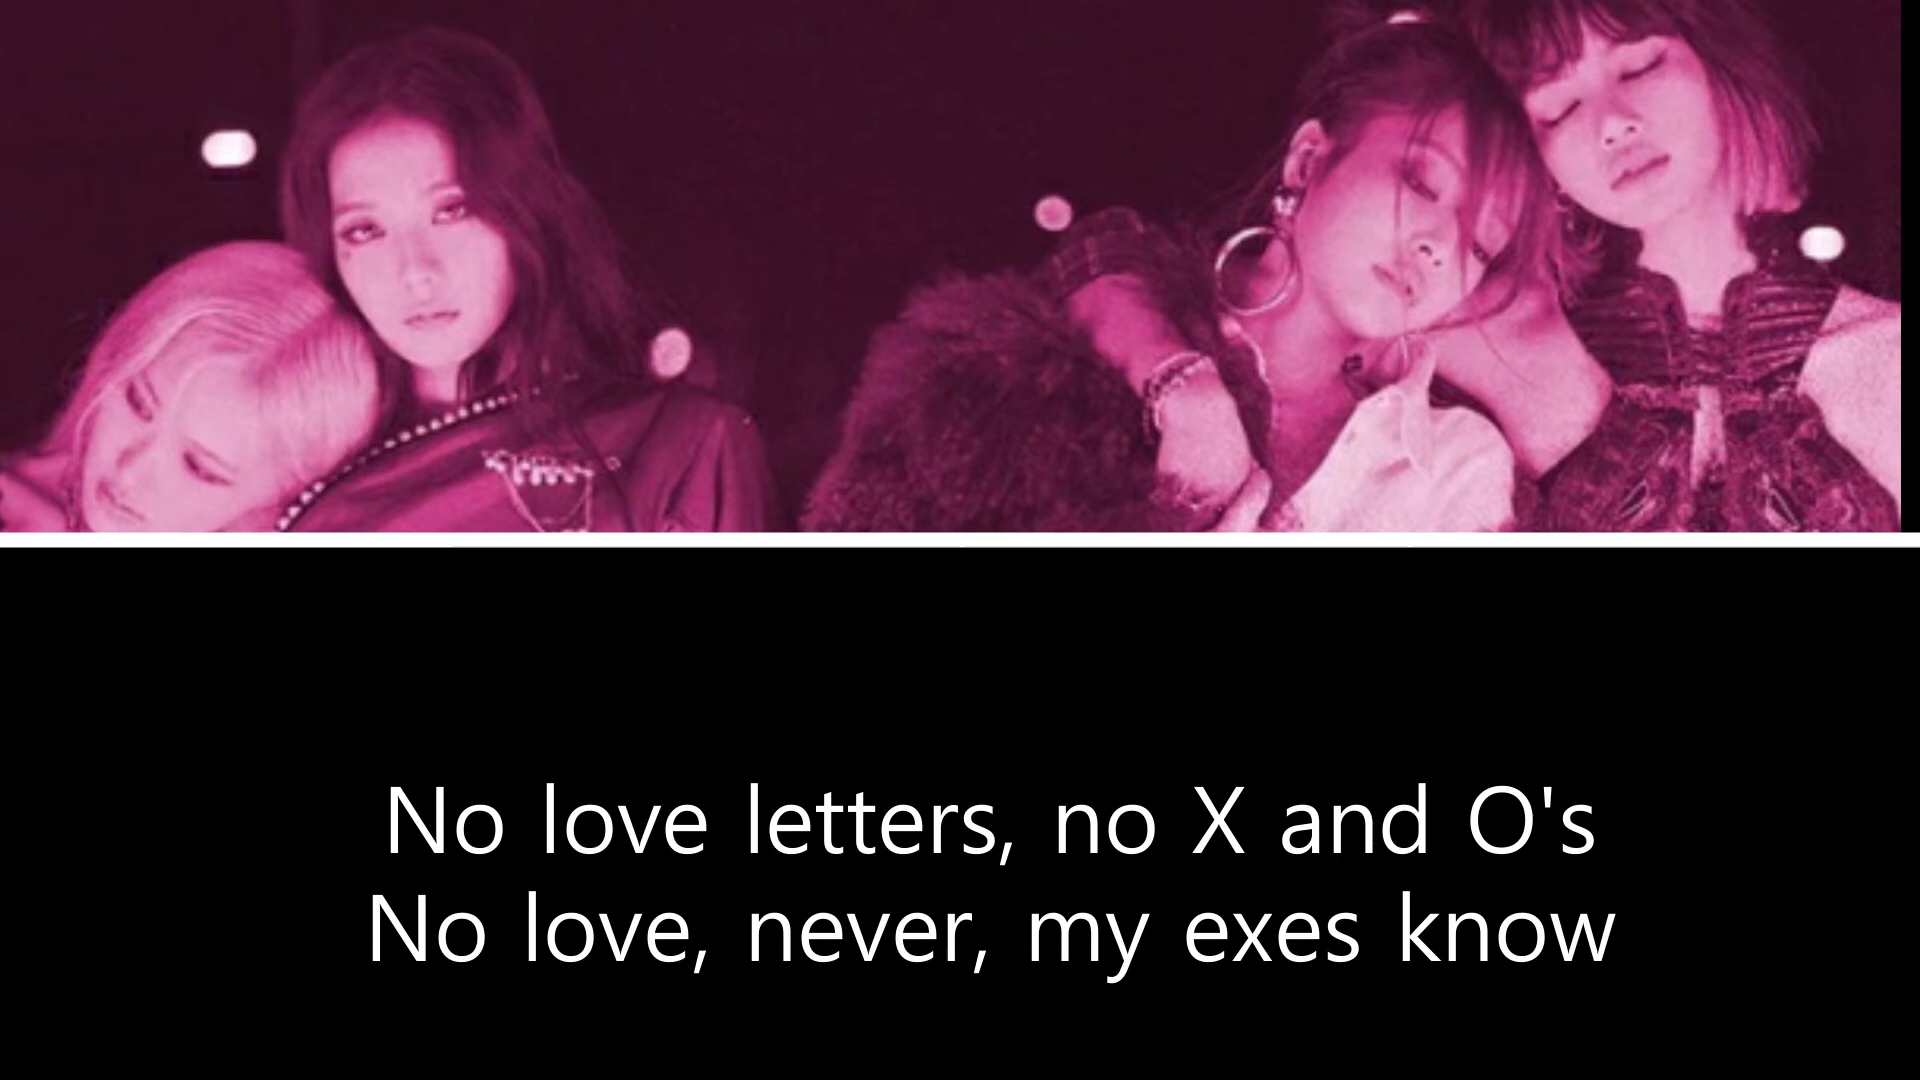 No love letters, no X and O's
No love, never, my exes know